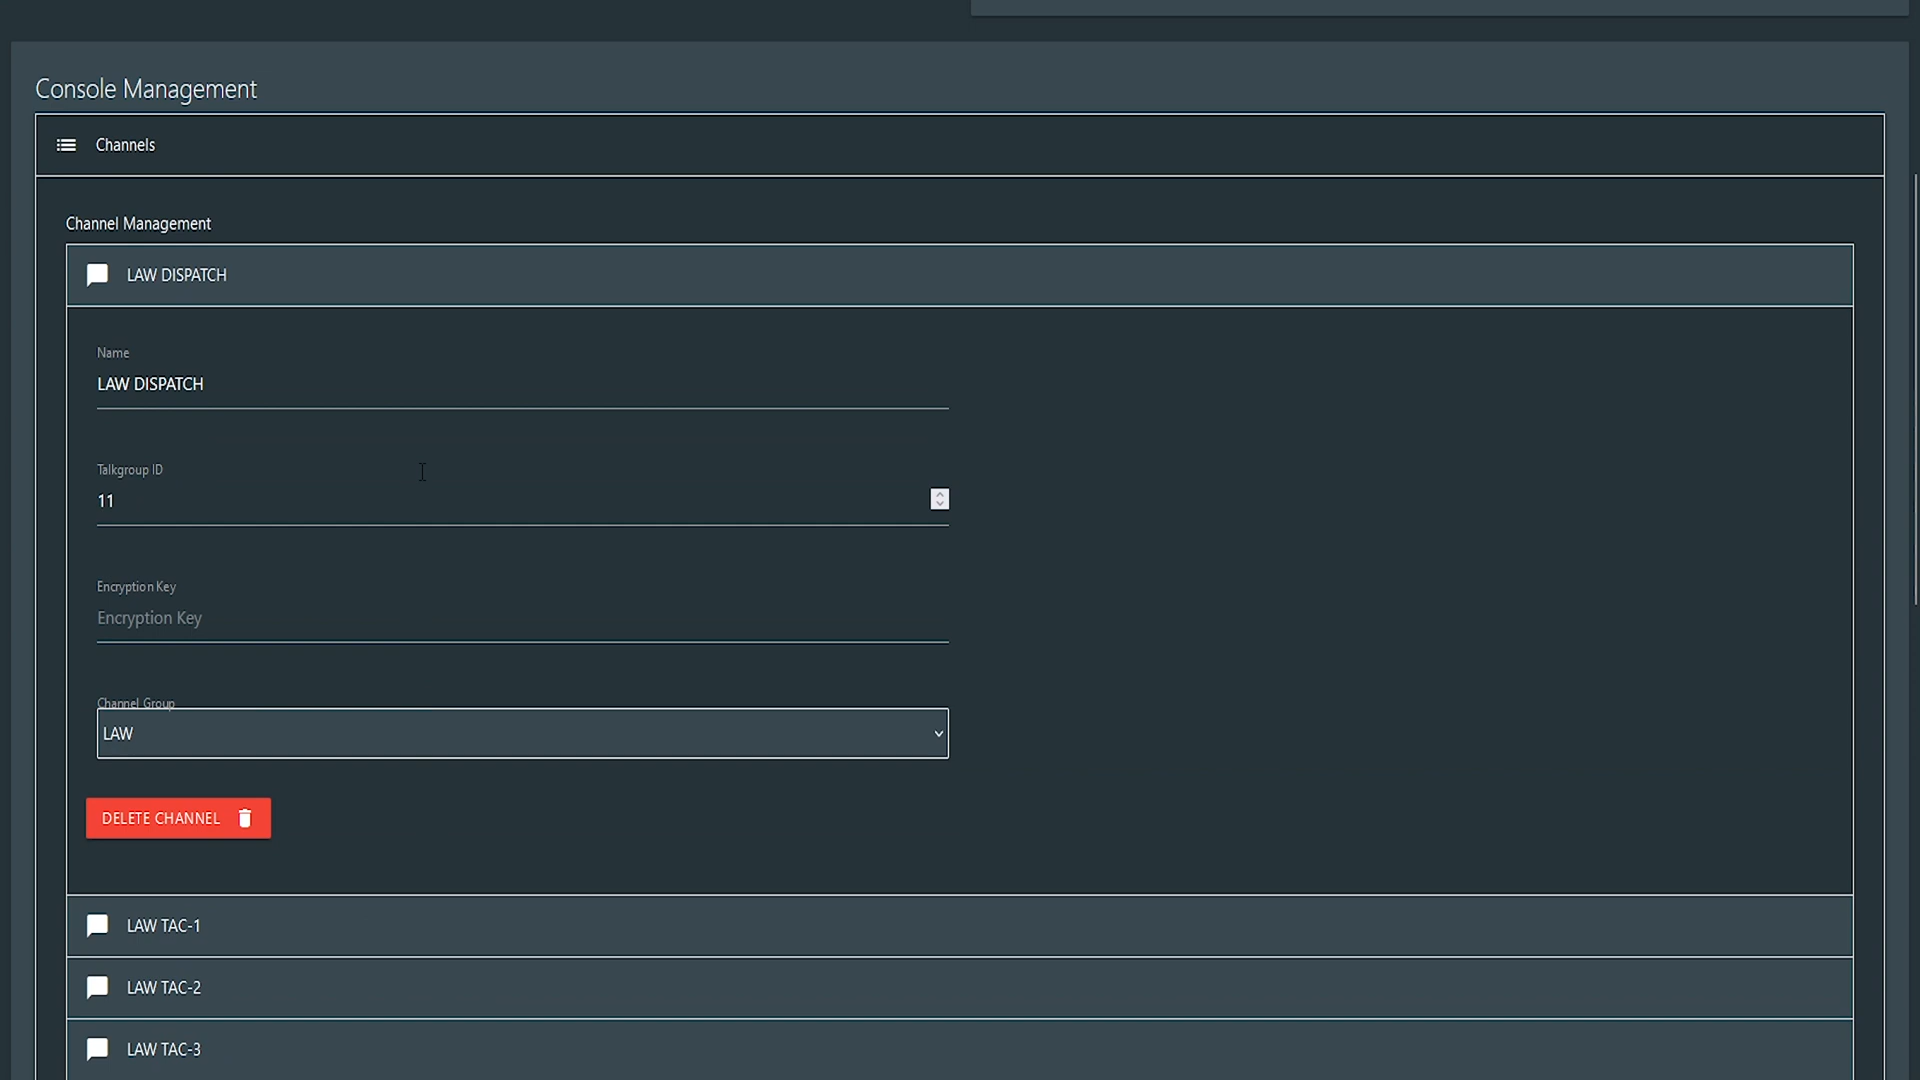 Console Management
Channels
Channel Management
LAW DISPATCH
Name
LAW DISPATCH
Talkgroup ID
11
Encryption Key
Encryption Key
Channel Group
LAW
DELETE CHANNEL
LAW TAC-1
LAW TAC-2
LAW TAC-3